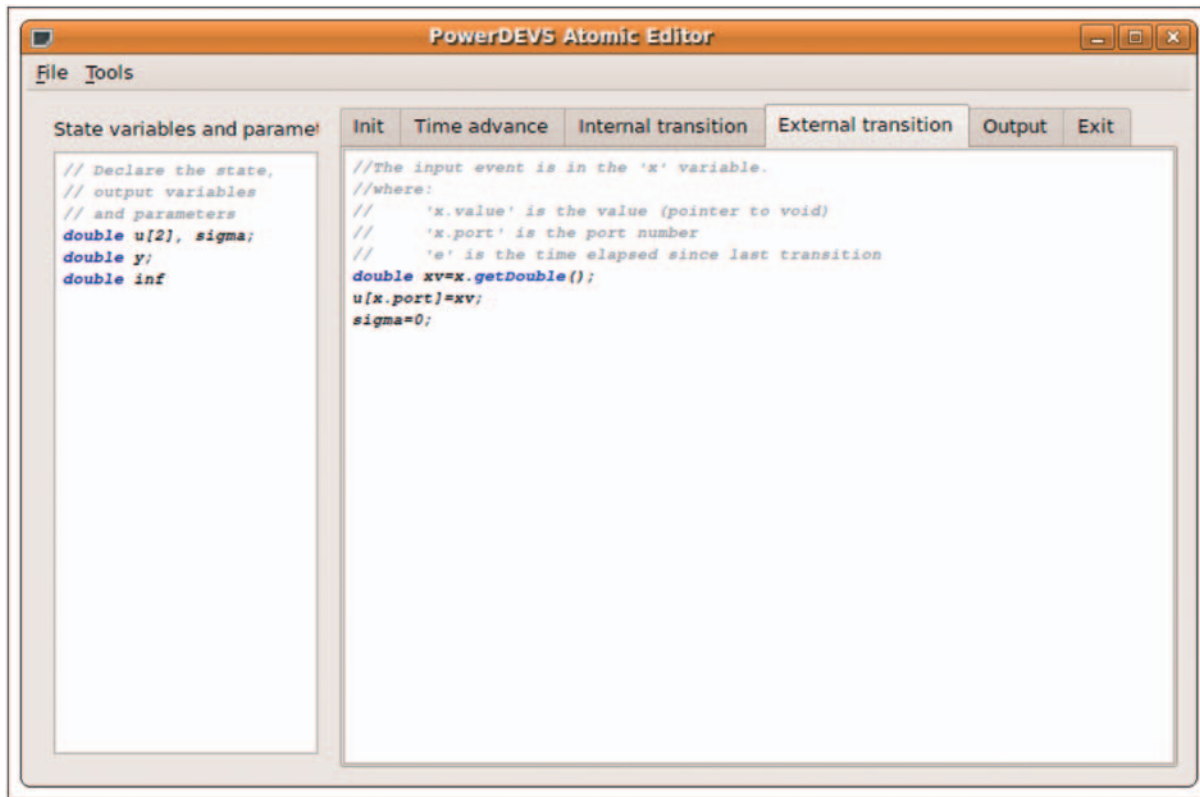 PowerDEVS Atomic Editor
File Tools
State variables and paramet
// Declare the state,
// output variables
// and parameters
double u[2], sigma;
double y;
double inf
Init Time advance Internal transition External transition Output Exit
//The input event is in the 'x' variable.
//where:
// 'x.value' is the value (pointer to void)
// 'x.port' is the port number
// 'e' is the time elapsed since last transition
double xv=x.getDouble();
u[x.port]=xv;
sigma=0;